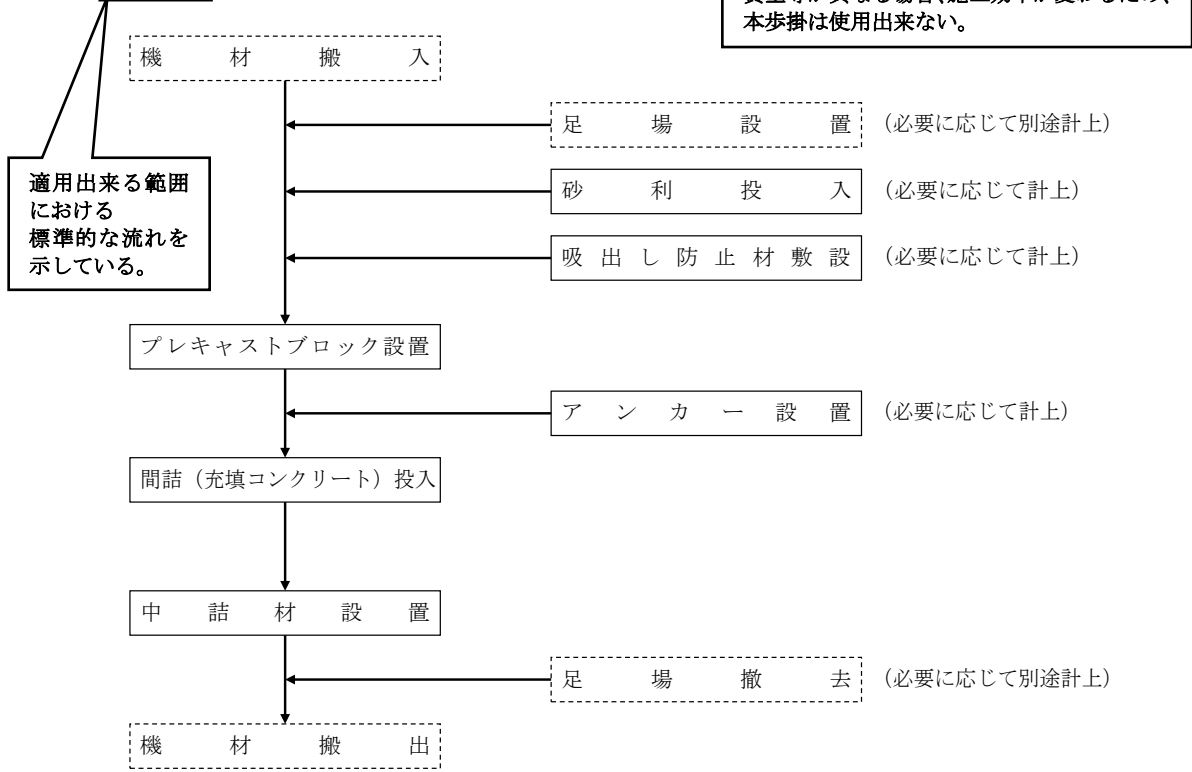 本歩掛は使用出来ない。
機材搬入
足場設置 (必要に応じて別途計上)
適用出来る範囲
における
標準的な流れを
示している。
砂利投入 (必要に応じて計上)
吸出し防止材敷設 (必要に応じて計上)
プレキャストブロック設置
アンカー設置 (必要に応じて計上)
間詰(充填コンクリート)投入
中詰材設置
足場撤去 (必要に応じて別途計上)
機材搬出